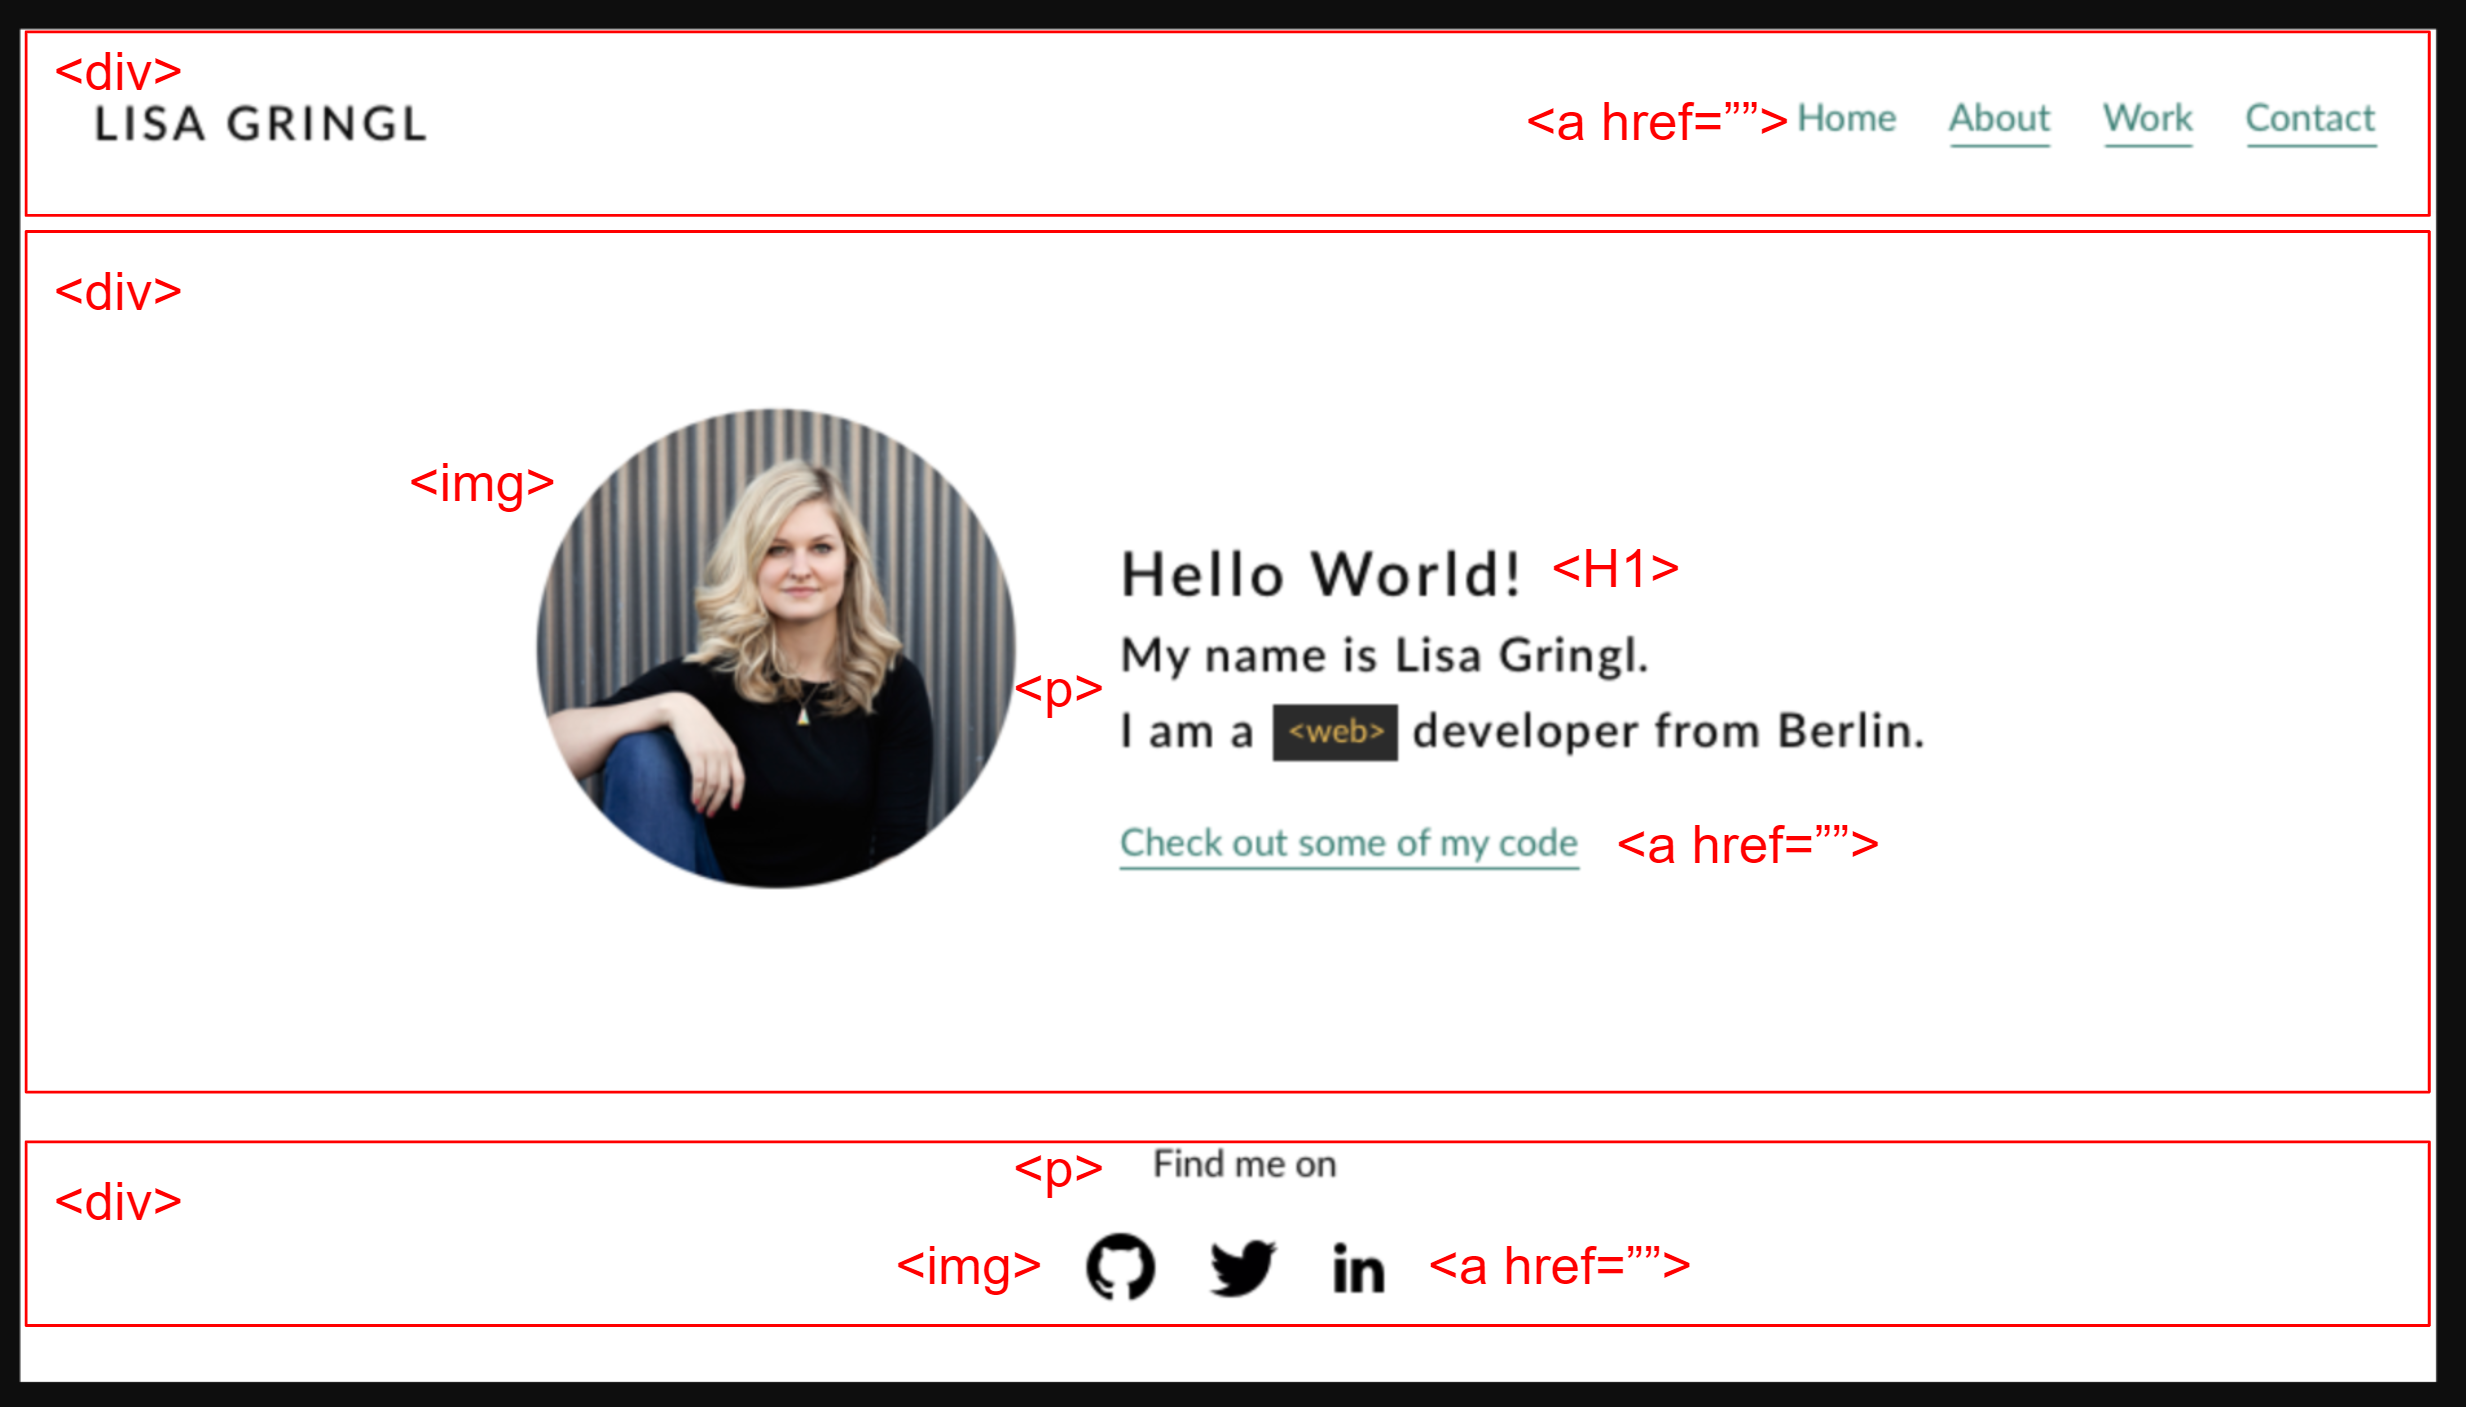 <div>
LISA GRINGL
<a href=””> Home About Work Contact
<div>
<img>
Hello World! <H1>
My name is Lisa Gringl.
<p>
I am a <web> developer from Berlin.
Check out some of my code <a href=””>
<p> Find me on
<div>
<img> in <a href=””>